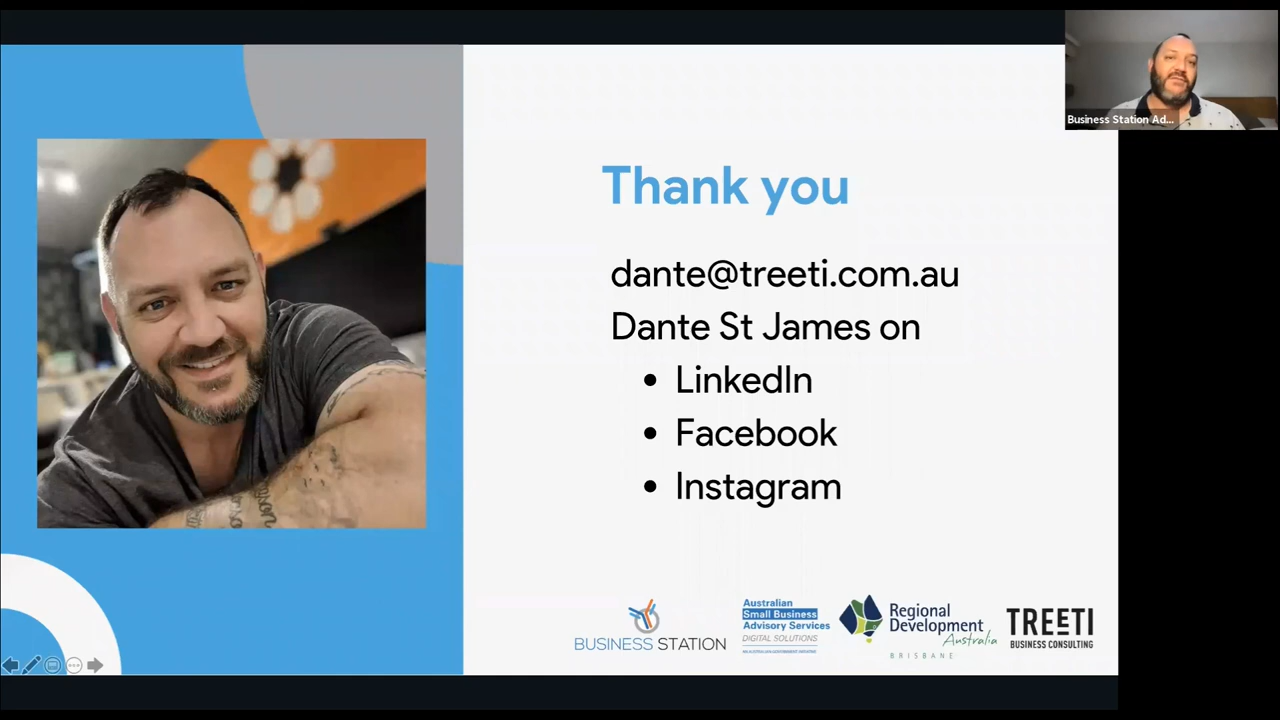 Business Station Ad...
Thank you
dante@treeti.com.au
Dante St James on
• LinkedIn
• Facebook
• Instagram
BUSINESS STATION
Australian
Small Business
Advisory Services
DIGITAL SOLUTIONS
Regional
Development
Australia
BRISBANE
TREETI
BUSINESS CONSULTING